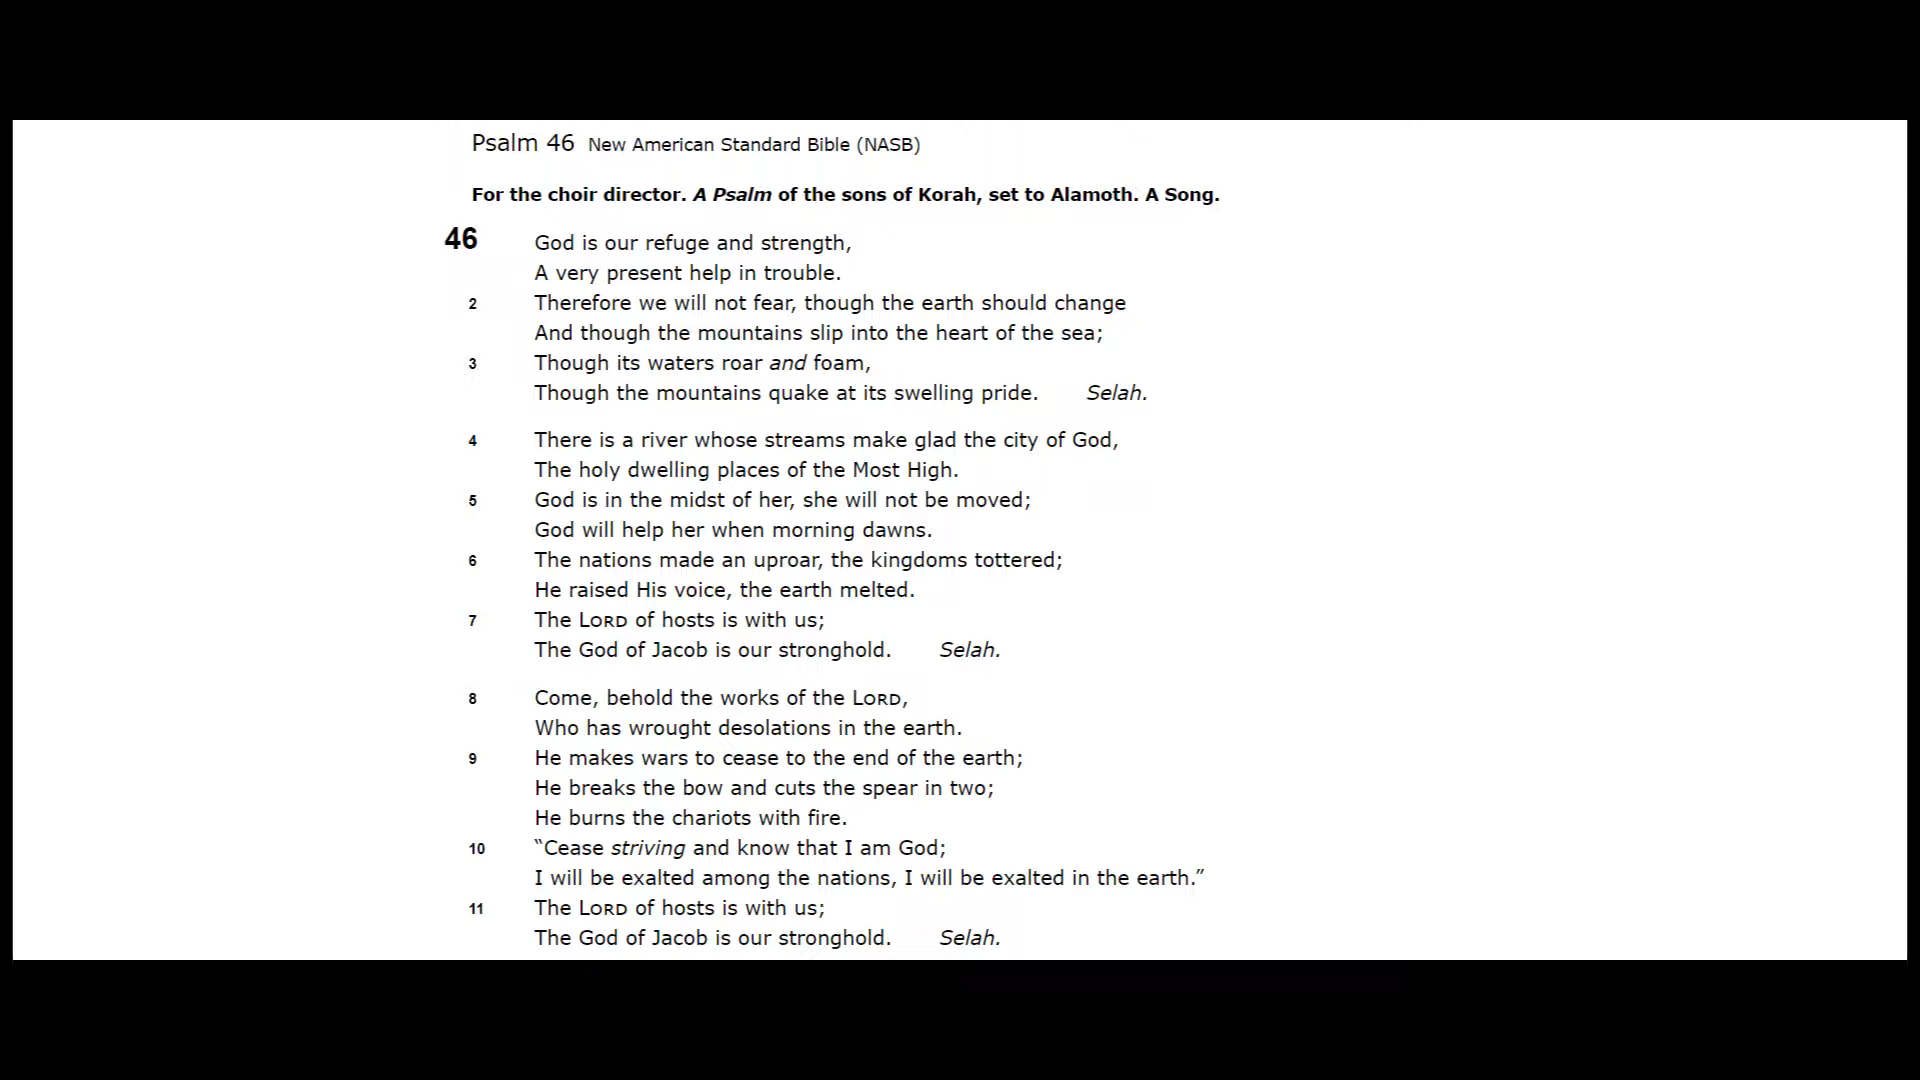 Psalm 46 New American Standard Bible (NASB)
For the choir director. A Psalm of the sons of Korah, set to Alamoth. A Song.
46 God is our refuge and strength,
A very present help in trouble.
2 Therefore we will not fear, though the earth should change
And though the mountains slip into the heart of the sea;
3 Though its waters roar and foam,
Though the mountains quake at its swelling pride. Selah.
4 There is a river whose streams make glad the city of God,
The holy dwelling places of the Most High.
5 God is in the midst of her, she will not be moved;
God will help her when morning dawns.
6 The nations made an uproar, the kingdoms tottered;
He raised His voice, the earth melted.
7 The LORD of hosts is with us;
The God of Jacob is our stronghold. Selah.
8 Come, behold the works of the LORD,
Who has wrought desolations in the earth.
9 He makes wars to cease to the end of the earth;
He breaks the bow and cuts the spear in two;
He burns the chariots with fire.
10 “Cease striving and know that I am God;
I will be exalted among the nations, I will be exalted in the earth.”
11 The LORD of hosts is with us;
The God of Jacob is our stronghold. Selah.